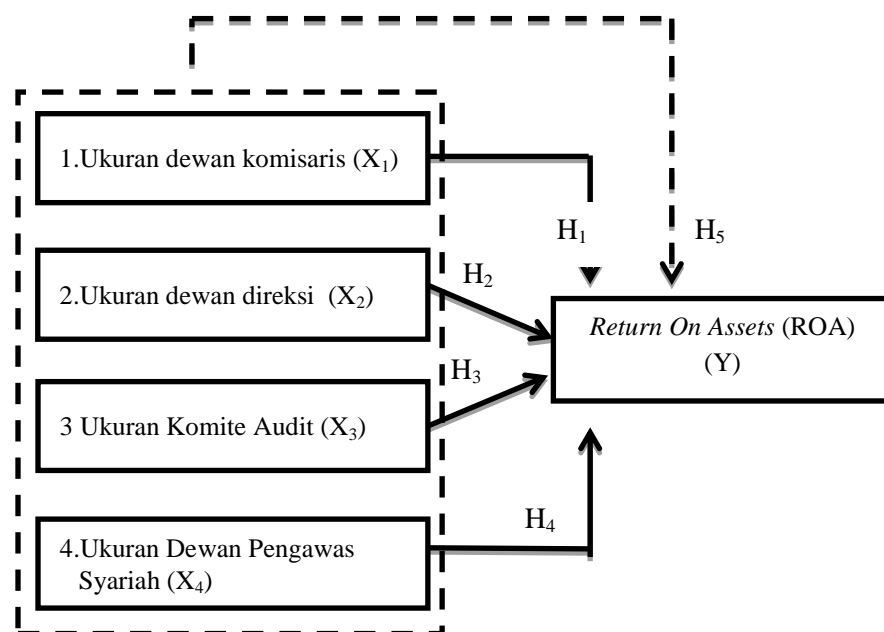 1.Ukuran dewan komisaris (X₁)
H₁
H₅
2.Ukuran dewan direksi (X₂)
H₂
Return On Assets (ROA)
(Y)
H₃
3 Ukuran Komite Audit (X₃)
H₄
4.Ukuran Dewan Pengawas
Syariah (X₄)